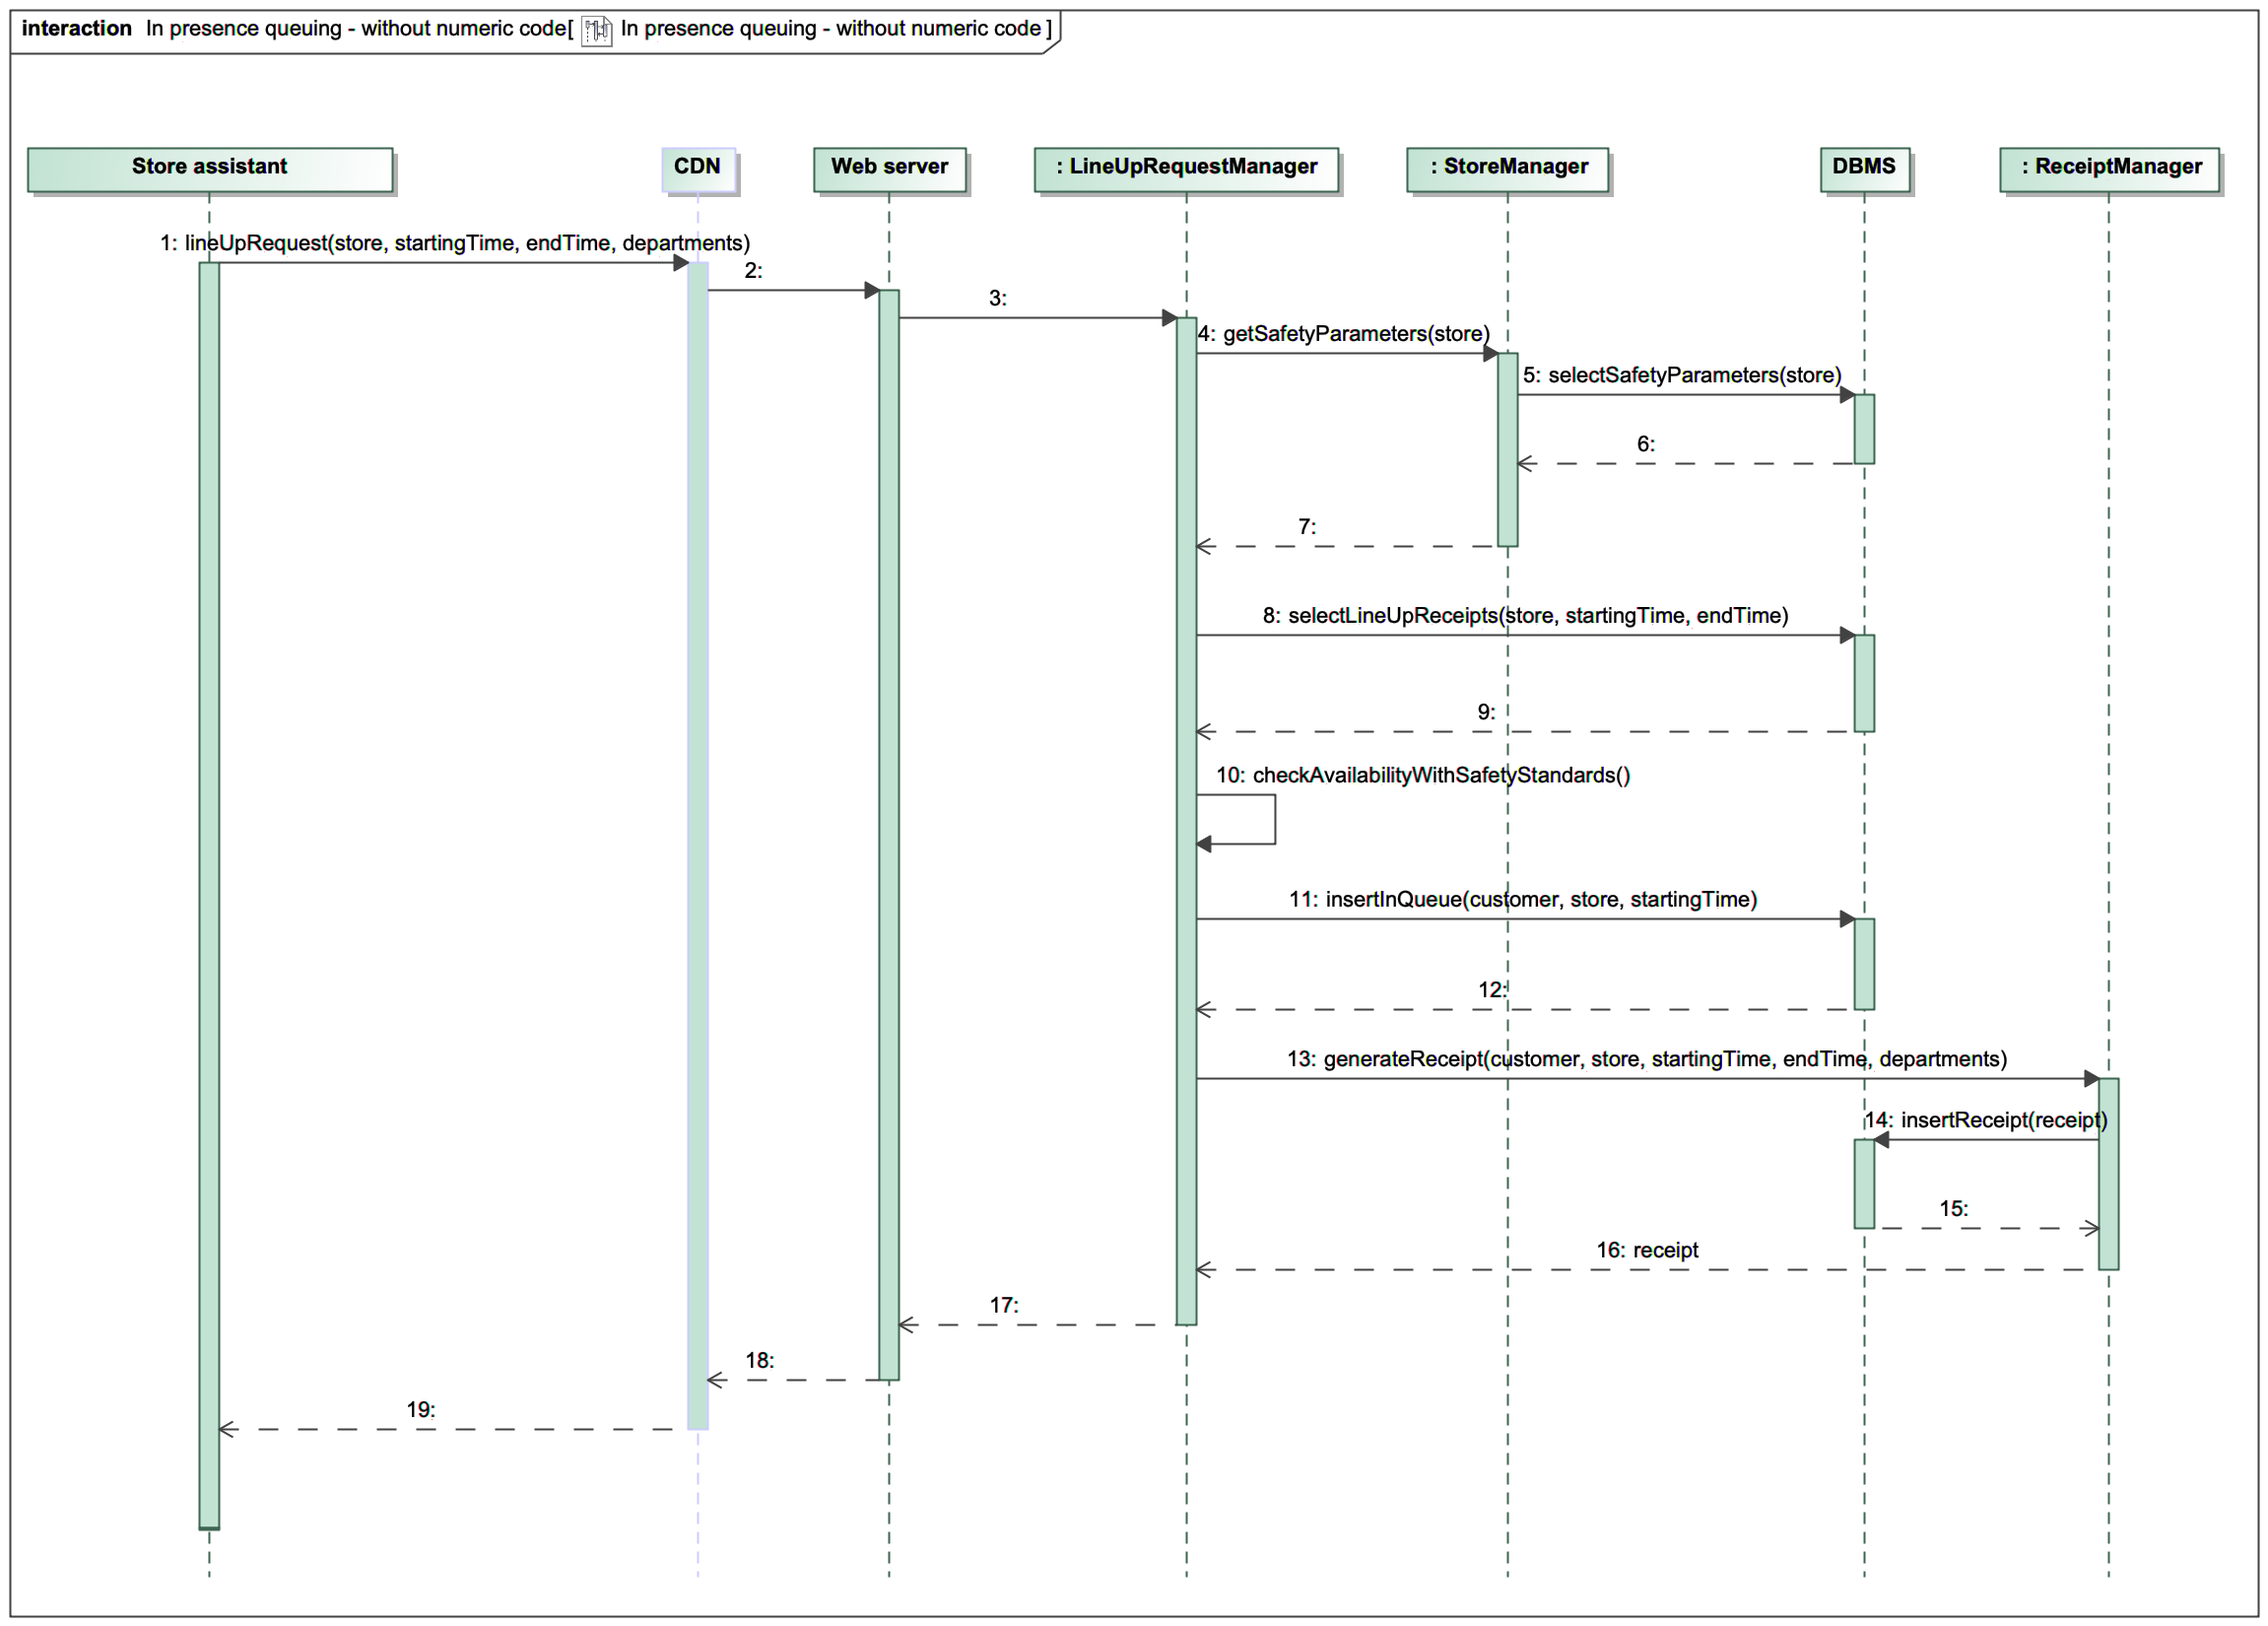 interaction In presence queuing - without numeric code[ In presence queuing - without numeric code ]
Store assistant
CDN
Web server
: LineUpRequestManager
: StoreManager
DBMS
: ReceiptManager
1: lineUpRequest(store, startingTime, endTime, departments)
2:
3:
4: getSafetyParameters(store)
5: selectSafetyParameters(store)
6:
7:
8: selectLineUpReceipts(store, startingTime, endTime)
9:
10: checkAvailabilityWithSafetyStandards()
11: insertInQueue(customer, store, startingTime)
12:
13: generateReceipt(customer, store, startingTime, endTime, departments)
14: insertReceipt(receipt)
15:
16: receipt
17:
18:
19: